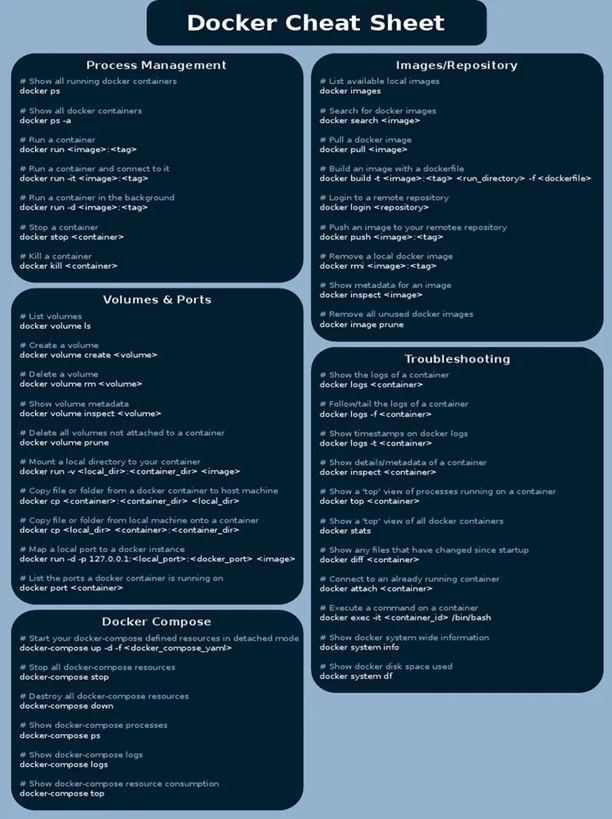 Docker Cheat Sheet
Process Management
# Show all running docker containers
docker ps
# Show all docker containers
docker ps -a
# Run a container
docker run <image>:<tag>
# Run a container and connect to it
docker run -it <image>:<tag>
# Run a container in the background
docker run -d <image>:<tag>
# Stop a container
docker stop <container>
# Kill a container
docker kill <container>
Volumes & Ports
# List volumes
docker volume ls
# Create a volume
docker volume create <volume>
# Delete a volume
docker volume rm <volume>
# Show volume metadata
docker volume inspect <volume>
# Delete all volumes not attached to a container
docker volume prune
# Mount a local directory to your container
docker run -v <local_dir>:<container_dir> <image>
# Copy file or folder from a docker container to host machine
docker cp <container>:<container_dir> <local_dir>
# Copy file or folder from local machine onto a container
docker cp <local_dir> <container>:<container_dir>
# Map a local port to a docker instance
docker run -d -p 127.0.0.1:<local_port>:<docker_port> <image>
# List the ports a docker container is running on
docker port <container>
Docker Compose
# Start your docker-compose defined resources in detached mode
docker-compose up -d -f <docker_compose_yaml>
# Stop all docker-compose resources
docker-compose stop
# Destroy all docker-compose resources
docker-compose down
# Show docker-compose processes
docker-compose ps
# Show docker-compose logs
docker-compose logs
# Show docker-compose resource consumption
docker-compose top
Images/Repository
# List available local images
docker images
# Search for docker images
docker search <image>
# Pull a docker image
docker pull <image>
# Build an image with a dockerfile
docker build -t <image>:<tag> <run_directory> -f <dockerfile>
# Login to a remote repository
docker login <repository>
# Push an image to your remotee repository
docker push <image>:<tag>
# Remove a local docker image
docker rmi <image>:<tag>
# Show metadata for an image
docker inspect <image>
# Remove all unused docker images
docker image prune
Troubleshooting
# Show the logs of a container
docker logs <container>
# Follow/tail the logs of a container
docker logs -f <container>
# Show timestamps on docker logs
docker logs -t <container>
# Show details/metadata of a container
docker inspect <container>
# Show a 'top' view of processes running on a container
docker top <container>
# Show a 'top' view of all docker containers
docker stats
# Show any files that have changed since startup
docker diff <container>
# Connect to an already running container
docker attach <container>
# Execute a command on a container
docker exec -it <container_id> /bin/bash
# Show docker system wide information
docker system info
# Show docker disk space used
docker system df